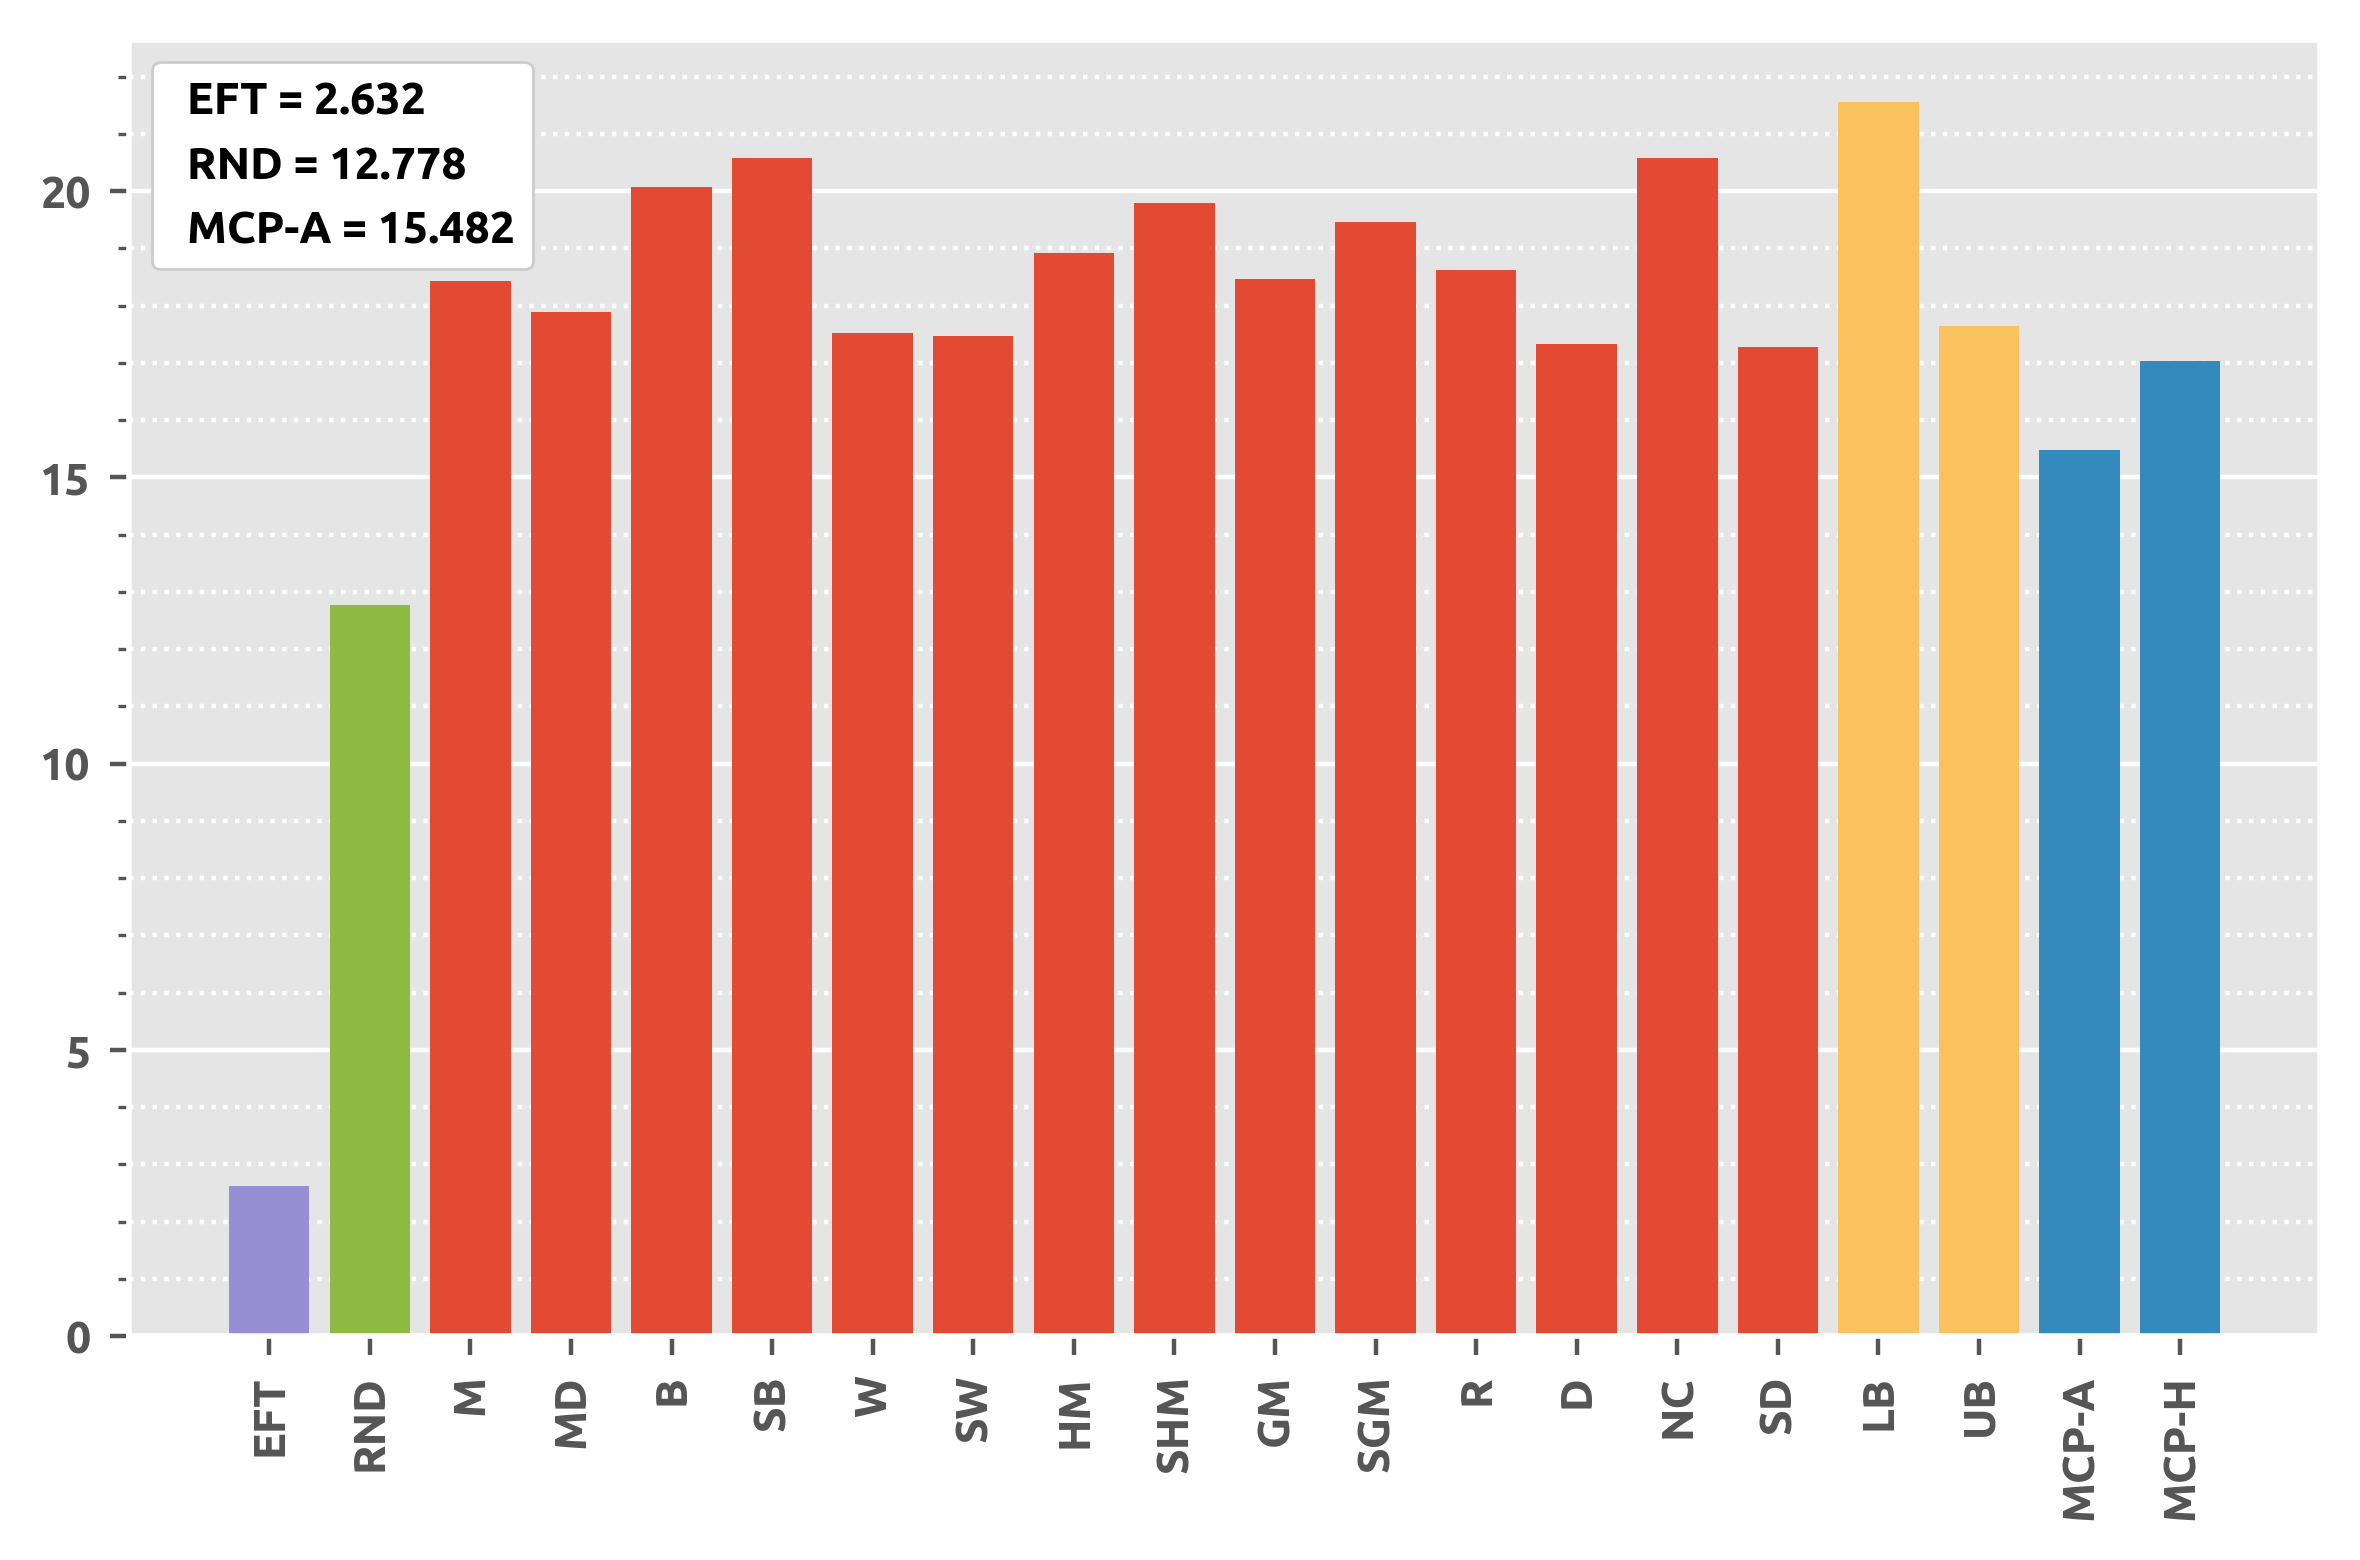 EFT = 2.632
RND = 12.778
MCP-A = 15.482
20
15
10
5
0
EFT
RND
M
MD
B
SB
W
SW
HM
SHM
GM
SGM
R
D
NC
SD
LB
UB
MCP-A
MCP-H